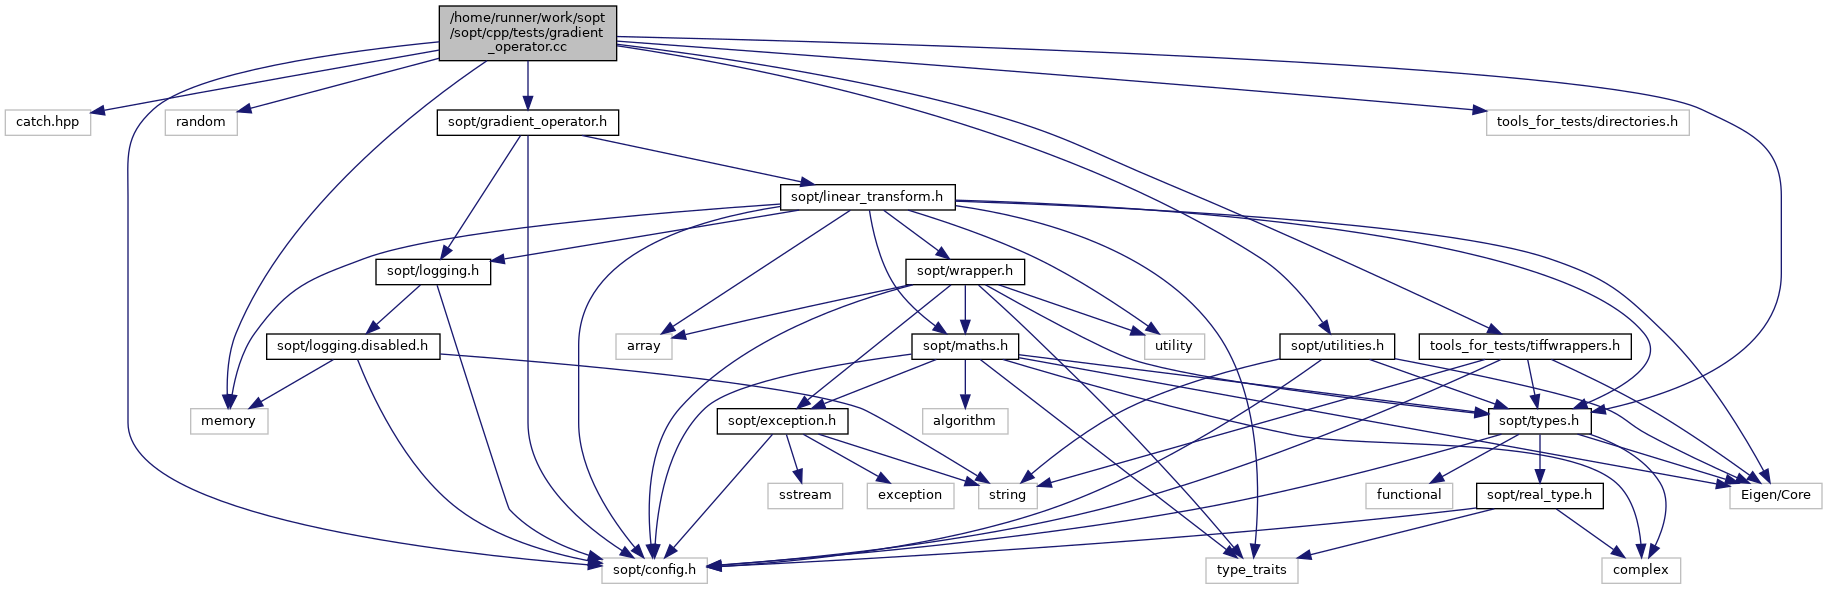 /home/runner/work/sopt
/sopt/cpp/tests/gradient
_operator.cc
catch.hpp
random
sopt/gradient_operator.h
tools_for_tests/directories.h
sopt/linear_transform.h
sopt/logging.h
sopt/wrapper.h
sopt/logging.disabled.h
array
sopt/maths.h
utility
sopt/utilities.h
tools_for_tests/tiffwrappers.h
memory
sopt/exception.h
algorithm
sopt/types.h
sstream
exception
string
functional
sopt/real_type.h
Eigen/Core
sopt/config.h
type_traits
complex